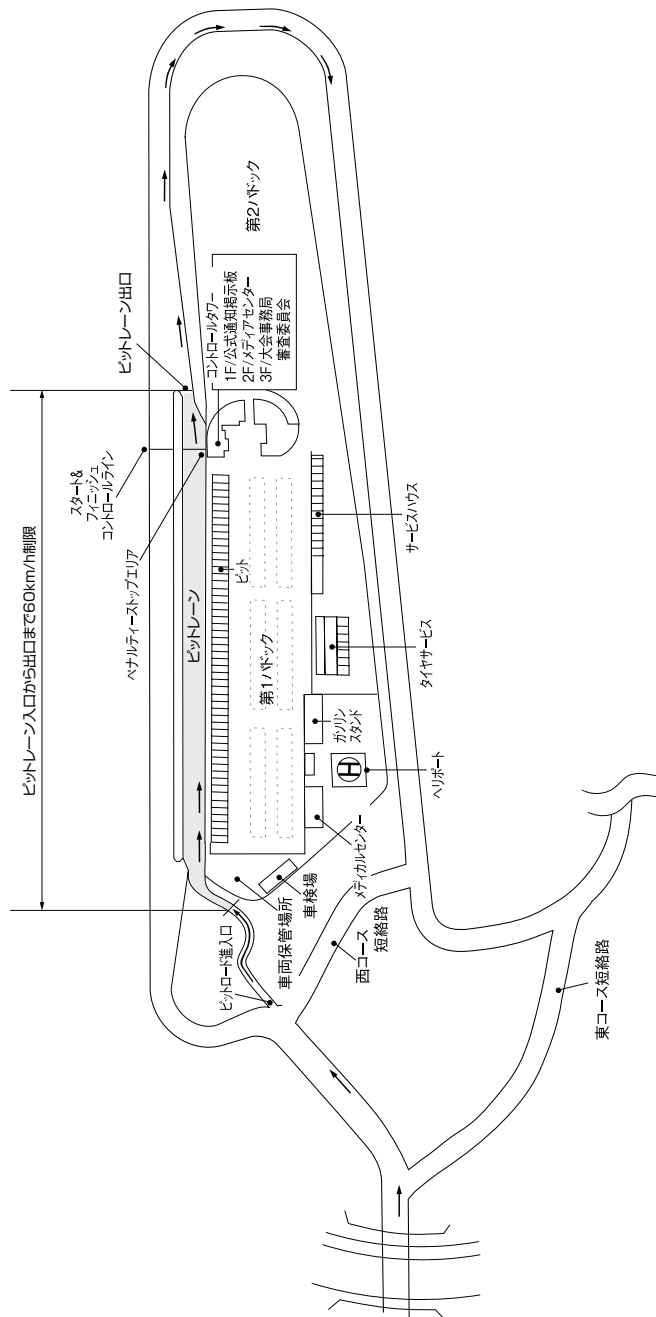 ピットレーン入口から出口まで60km/h制限
スタート&
フィニッシュ
コントロールライン
ペナルティーストップエリア
ピットレーン出口
ピットレーン
コントロールタワー
1F/公式通知掲示板
2F/メディアセンター
3F/大会事務局
審査委員会
第2パドック
ピット
第1パドック
サービスハウス
タイヤサービス
ガソリン
スタンド
H
ヘリポート
メディカルセンター
車検場
車両保管場所
ピットロード進入口
西コース
短絡路
東コース短絡路